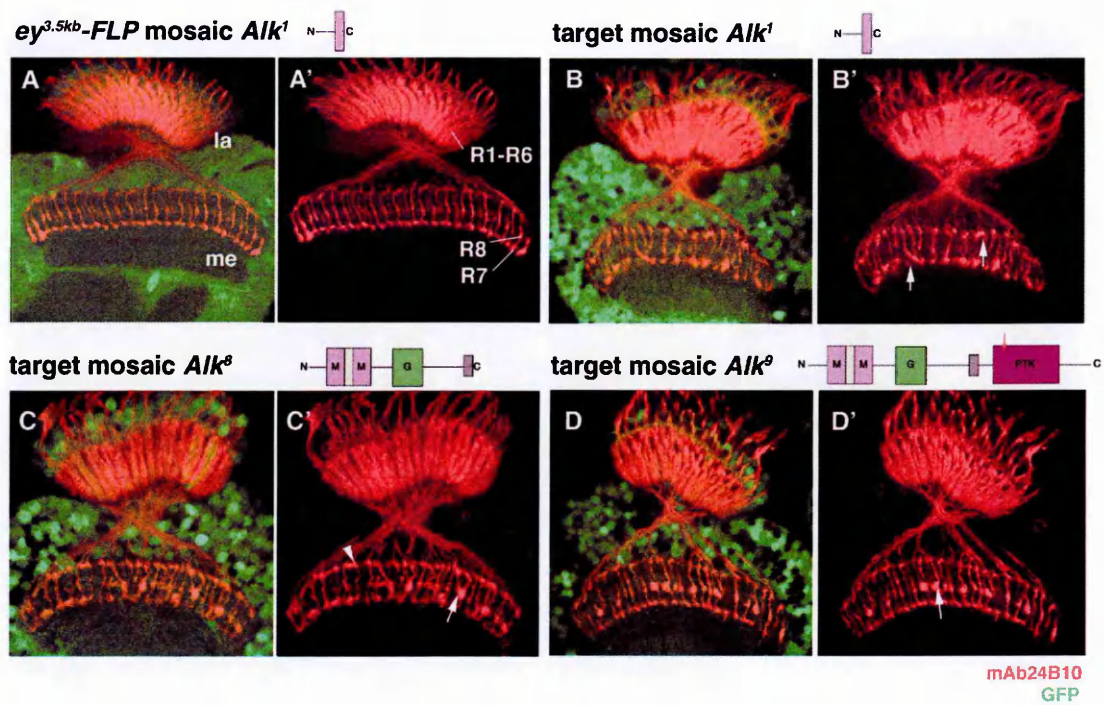 ey3.5kb-FLP mosaic Alk1
N C
target mosaic Alk1
N C
A
la
me
A'
R1-R6
R8
R7
B
B'
target mosaic Alk8
N M M G C
target mosaic Alk9
N M M G PTK C
C
C'
D
D'
mAb24B10
GFP